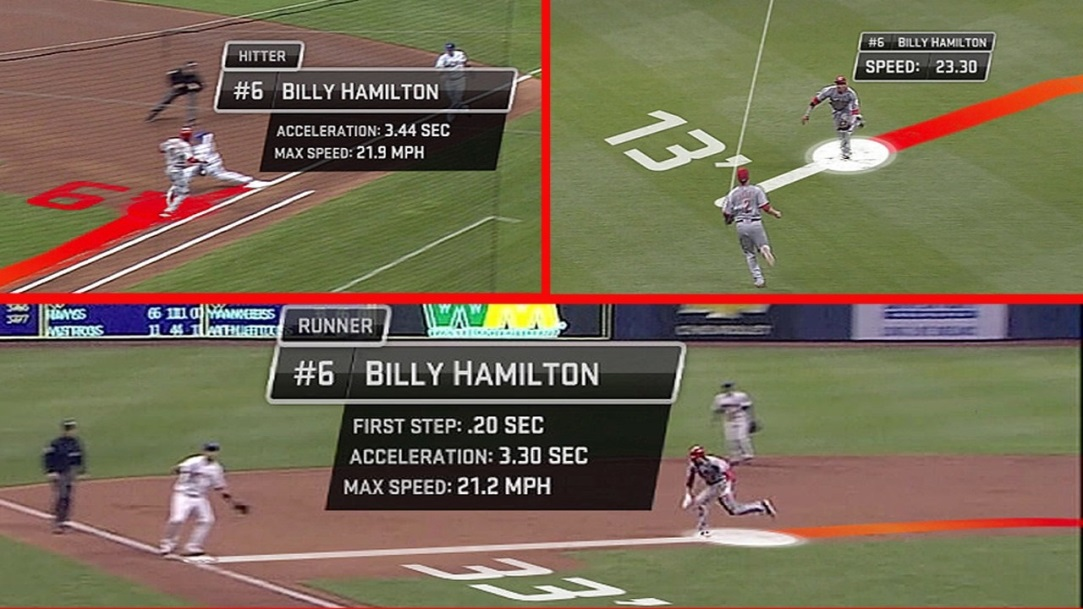 HITTER
#6 BILLY HAMILTON
ACCELERATION: 3.44 SEC
MAX SPEED: 21.9 MPH
#6 BILLY HAMILTON
SPEED: 23.30
13'
2
RUNNER
#6 BILLY HAMILTON
FIRST STEP: .20 SEC
ACCELERATION: 3.30 SEC
MAX SPEED: 21.2 MPH
33'